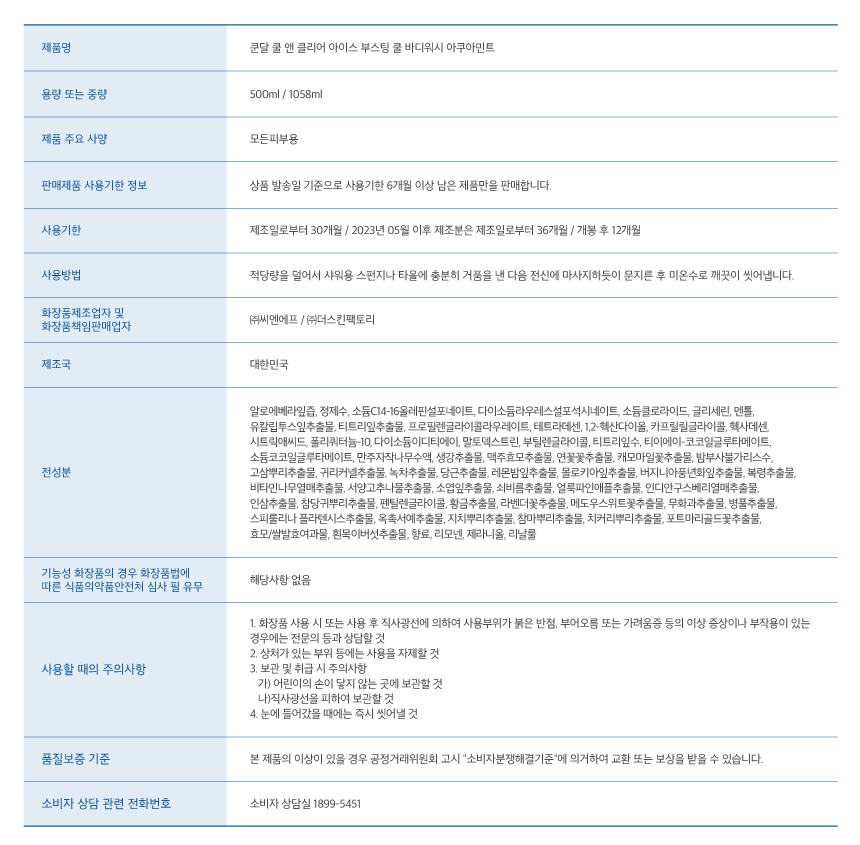 제품명
쿤달 쿨 앤 클리어 아이스 부스팅 쿨 바디워시 아쿠아민트
용량 또는 중량
500ml / 1058ml
제품 주요 사양
모든피부용
판매제품 사용기한 정보
상품 발송일 기준으로 사용기한 6개월 이상 남은 제품만을 판매합니다.
사용기한
제조일로부터 30개월 / 2023년 05월 이후 제조분은 제조일로부터 36개월 / 개봉 후 12개월
사용방법
적당량을 덜어서 샤워용 스펀지나 타올에 충분히 거품을 낸 다음 전신에 마사지하듯이 문지른 후 미온수로 깨끗이 씻어냅니다.
화장품제조업자 및
화장품책임판매업자
㈜씨엔에프 / ㈜더스킨팩토리
제조국
대한민국
전성분
알로에베라잎즙, 정제수, 소듐C14-16올레핀설포네이트, 다이소듐라우레스설포석시네이트, 소듐클로라이드, 글리세린, 멘톨,
유칼립투스잎추출물, 티트리잎추출물, 프로필렌글라이콜라우레이트, 테트라데센, 1,2-헥산다이올, 카프릴릴글라이콜, 헥사데센,
시트릭애씨드, 폴리쿼터늄-10, 다이소듐이디티에이, 말토덱스트린, 부틸렌글라이콜, 티트리잎수, 티이에이-코코일글루타메이트,
소듐코코일글루타메이트, 만주자작나무수액, 생강추출물, 맥주효모추출물, 연꽃꽃추출물, 캐모마일꽃추출물, 밤부사불가리스수,
고삼뿌리추출물, 귀리커넬추출물, 녹차추출물, 당근추출물, 레몬밤잎추출물, 몰로키아잎추출물, 버지니아풍년화잎추출물, 복령추출물,
비타민나무열매추출물, 서양고추나물추출물, 소엽잎추출물, 쇠비름추출물, 얼룩파인애플추출물, 인디안구스베리열매추출물,
인삼추출물, 참당귀뿌리추출물, 펜틸렌글라이콜, 황금추출물, 라벤더꽃추출물, 메도우스위트꽃추출물, 무화과추출물, 병풀추출물,
스피룰리나 플라텐시스추출물, 옥촉서예추출물, 지치뿌리추출물, 참마뿌리추출물, 치커리뿌리추출물, 포트마리골드꽃추출물,
효모/쌀발효여과물, 흰목이버섯추출물, 향료, 리모넨, 제라니올, 리날룰
기능성 화장품의 경우 화장품법에
따른 식품의약품안전처 심사 필 유무
해당사항 없음
사용할 때의 주의사항
1. 화장품 사용 시 또는 사용 후 직사광선에 의하여 사용부위가 붉은 반점, 부어오름 또는 가려움증 등의 이상 증상이나 부작용이 있는
경우에는 전문의 등과 상담할 것
2. 상처가 있는 부위 등에는 사용을 자제할 것
3. 보관 및 취급 시 주의사항
가) 어린이의 손이 닿지 않는 곳에 보관할 것
나)직사광선을 피하여 보관할 것
4. 눈에 들어갔을 때에는 즉시 씻어낼 것
품질보증 기준
본 제품의 이상이 있을 경우 공정거래위원회 고시 "소비자분쟁해결기준"에 의거하여 교환 또는 보상을 받을 수 있습니다.
소비자 상담 관련 전화번호
소비자 상담실 1899-5451